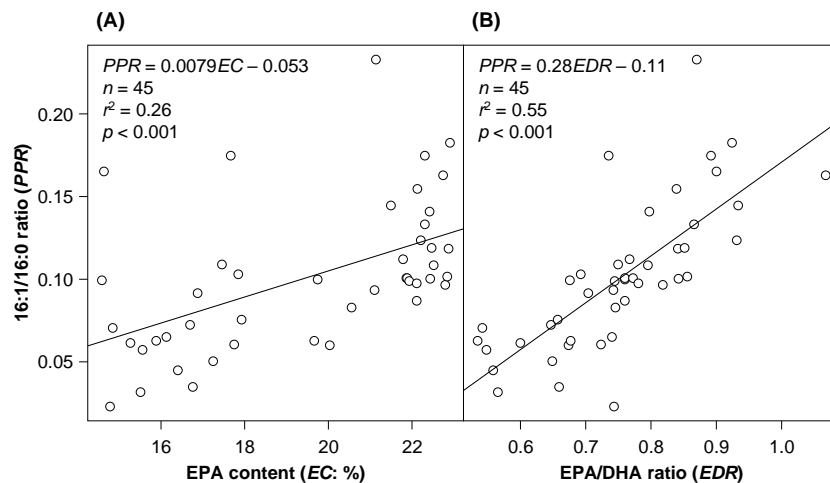 (A)
PPR = 0.0079EC – 0.053
n = 45
r² = 0.26
p < 0.001
(B)
PPR = 0.28EDR – 0.11
n = 45
r² = 0.55
p < 0.001
16:1/16:0 ratio (PPR)
0.20
0.15
0.10
0.05
16
18
20
22
EPA content (EC: %)
0.6
0.7
0.8
0.9
1.0
EPA/DHA ratio (EDR)